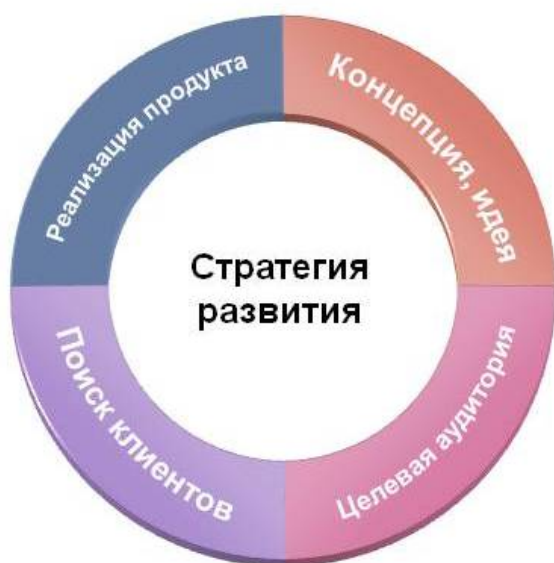 Реализация продукта
Концепция, идея
Стратегия
развития
Поиск клиентов
Целевая аудитория